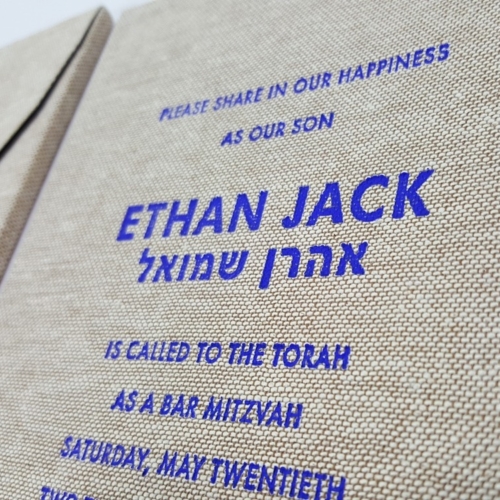 PLEASE SHARE IN OUR HAPPINESS
AS OUR SON
ETHAN JACK
אהרן שמואל
IS CALLED TO THE TORAH
AS A BAR MITZVAH
SATURDAY, MAY TWENTIETH
TWO